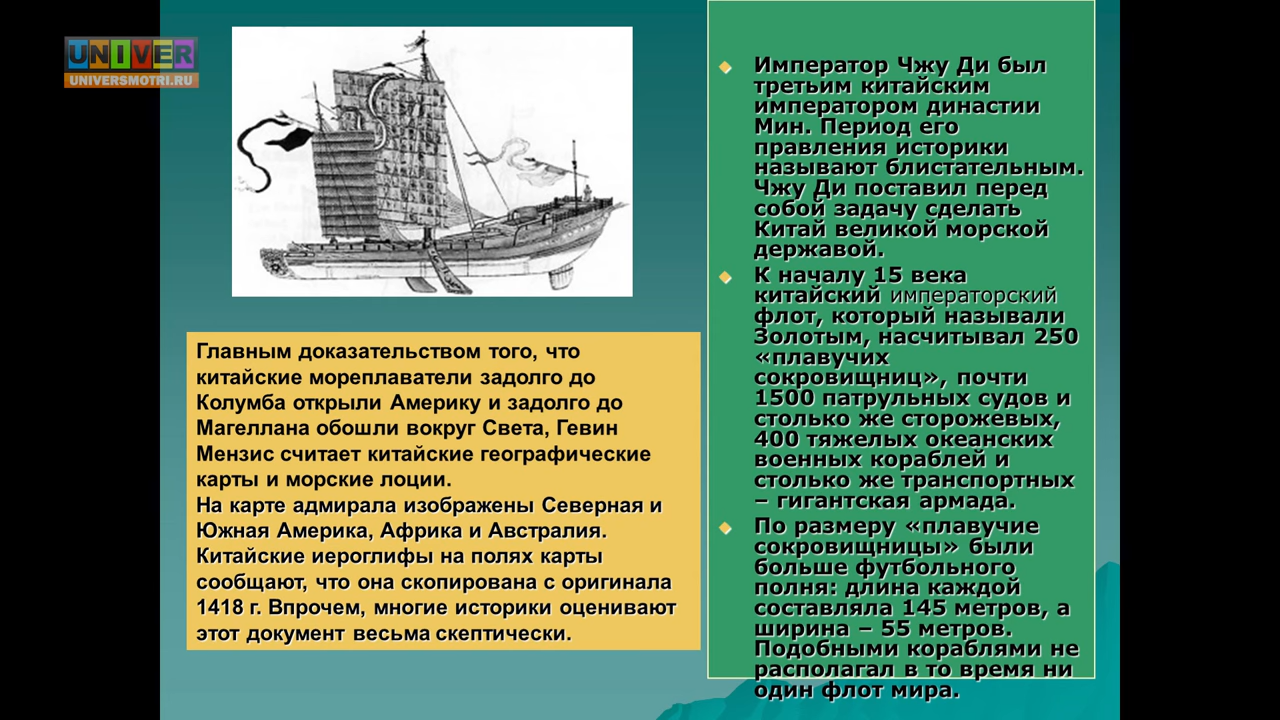 UNIVER
UNIVERSMOTRI.RU
Главным доказательством того, что
китайские мореплаватели задолго до
Колумба открыли Америку и задолго до
Магеллана обошли вокруг Света, Гевин
Мензис считает китайские географические
карты и морские лоции.
На карте адмирала изображены Северная и
Южная Америка, Африка и Австралия.
Китайские иероглифы на полях карты
сообщают, что она скопирована с оригинала
1418 г. Впрочем, многие историки оценивают
этот документ весьма скептически.
Император Чжу Ди был
третьим китайским
императором династии
Мин. Период его
правления историки
называют блистательным.
Чжу Ди поставил перед
собой задачу сделать
Китай великой морской
державой.
К началу 15 века
китайский императорский
флот, который называли
Золотым, насчитывал 250
«плавучих
сокровищниц», почти
1500 патрульных судов и
столько же сторожевых,
400 тяжелых океанских
военных кораблей и
столько же транспортных
– гигантская армада.
По размеру «плавучие
сокровищницы» были
больше футбольного
полня: длина каждой
составляла 145 метров, а
ширина – 55 метров.
Подобными кораблями не
располагал в то время ни
один флот мира.